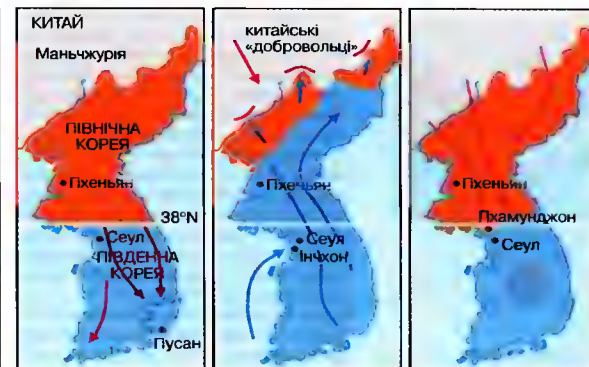 КИТАЙ
Маньчжурія
ПІВНІЧНА
КОРЕЯ
Пхеньян
38°N
Сеул
ПІВДЕННА
КОРЕЯ
Пусан
китайські
«добровольці»
Пхеньян
Сеул
Інчхон
Пхеньян
Пхамунджон
Сеул